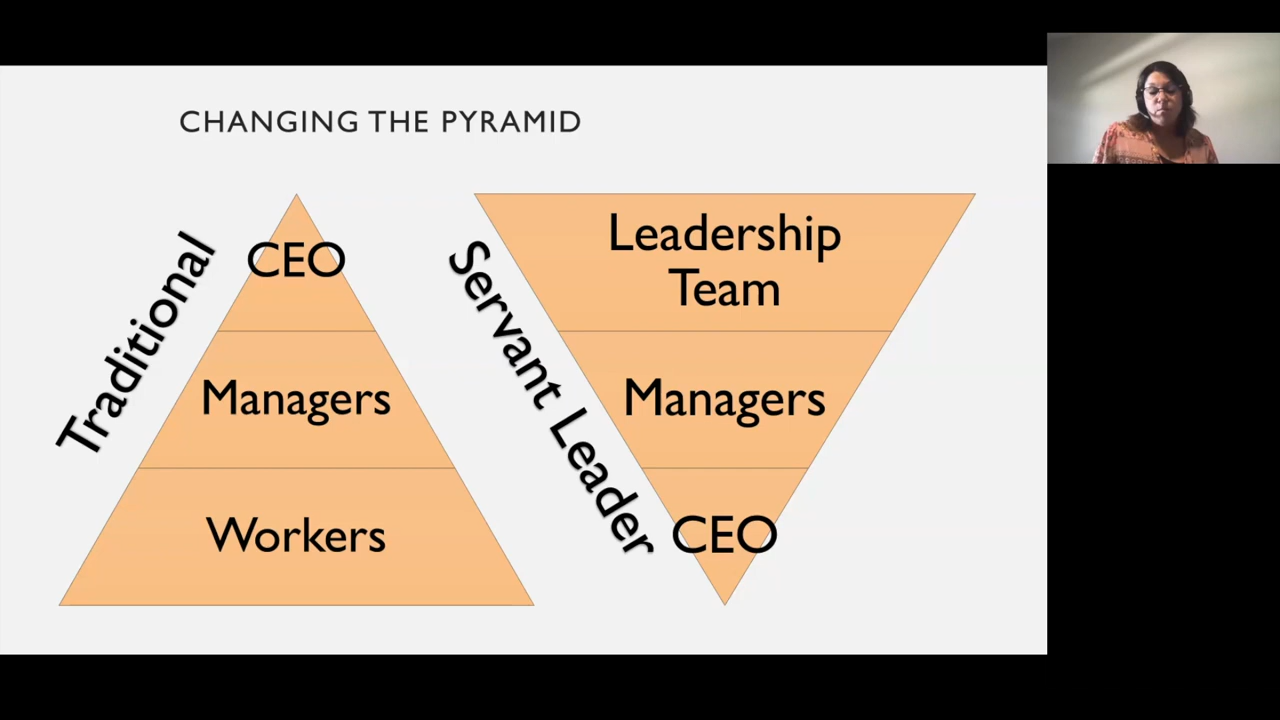 CHANGING THE PYRAMID
Traditional
CEO
Managers
Workers
Servant Leader
Leadership
Team
Managers
CEO